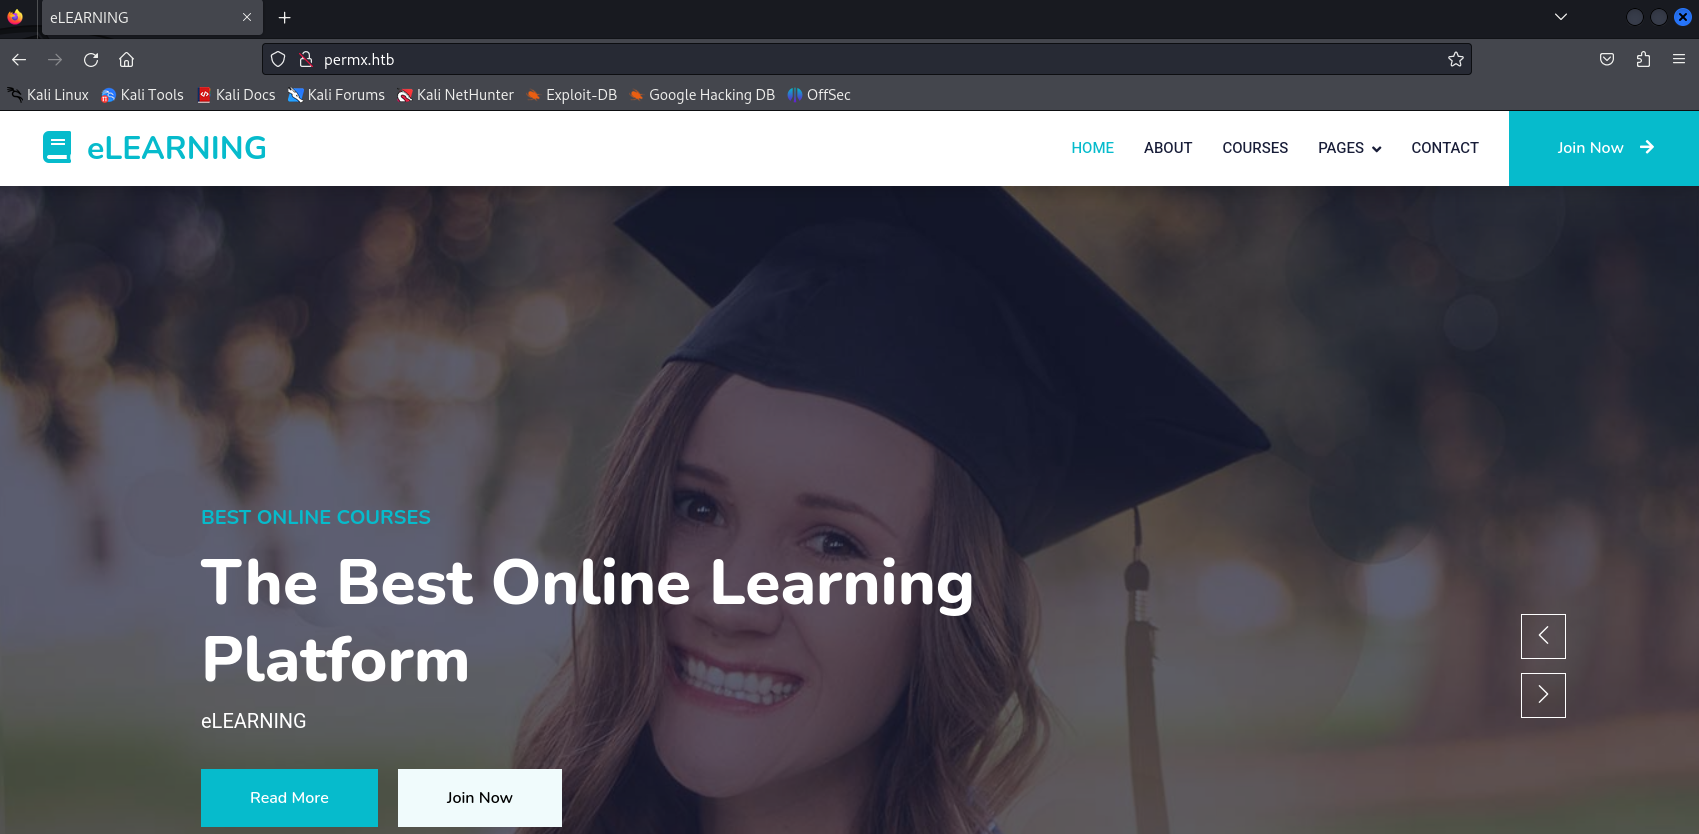 eLEARNING
permx.htb
Kali Linux Kali Tools Kali Docs Kali Forums Kali NetHunter Exploit-DB Google Hacking DB OffSec
eLEARNING HOME ABOUT COURSES PAGES CONTACT Join Now
BEST ONLINE COURSES
The Best Online Learning
Platform
eLEARNING
Read More Join Now